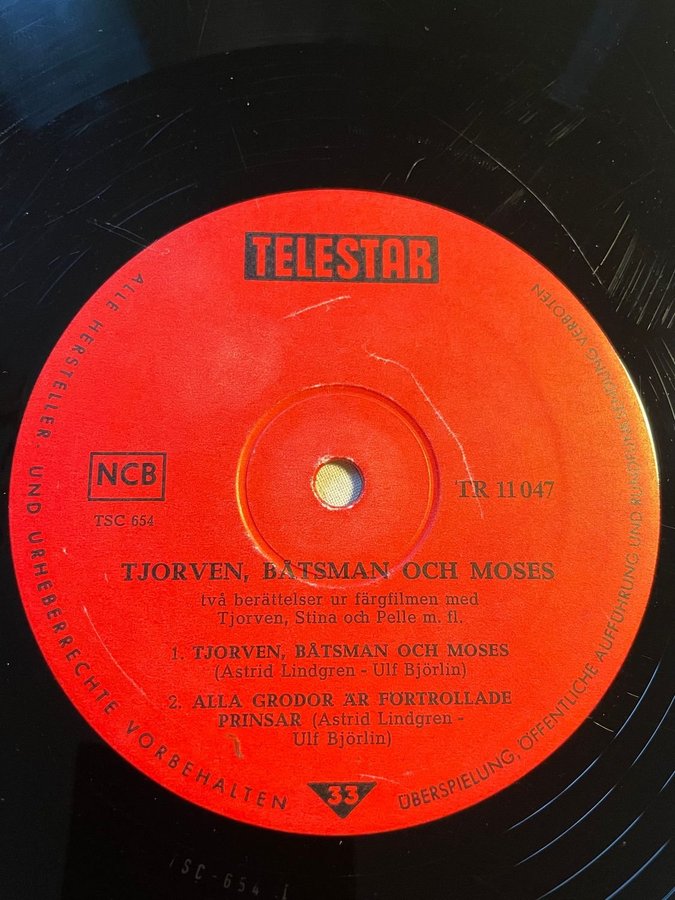 TELESTAR
NCB
TSC 654
TR 11 047
TJORVEN, BÅTSMAN OCH MOSES
två berättelser ur färgfilmen med
Tjorven, Stina och Pelle m. fl.
1. TJORVEN, BÅTSMAN OCH MOSES
(Astrid Lindgren - Ulf Björlin)
2. ALLA GRODOR ÄR FÖRTROLLADE
PRINSAR (Astrid Lindgren -
Ulf Björlin)
33
ALLE HERSTELLER- UND URHEBERRECHTE VORBEHALTEN
ÜBERSPIELUNG, ÖFFENTLICHE AUFFÜHRUNG UND RUNDFUNKSENDUNG VERBOTEN
TSC-654